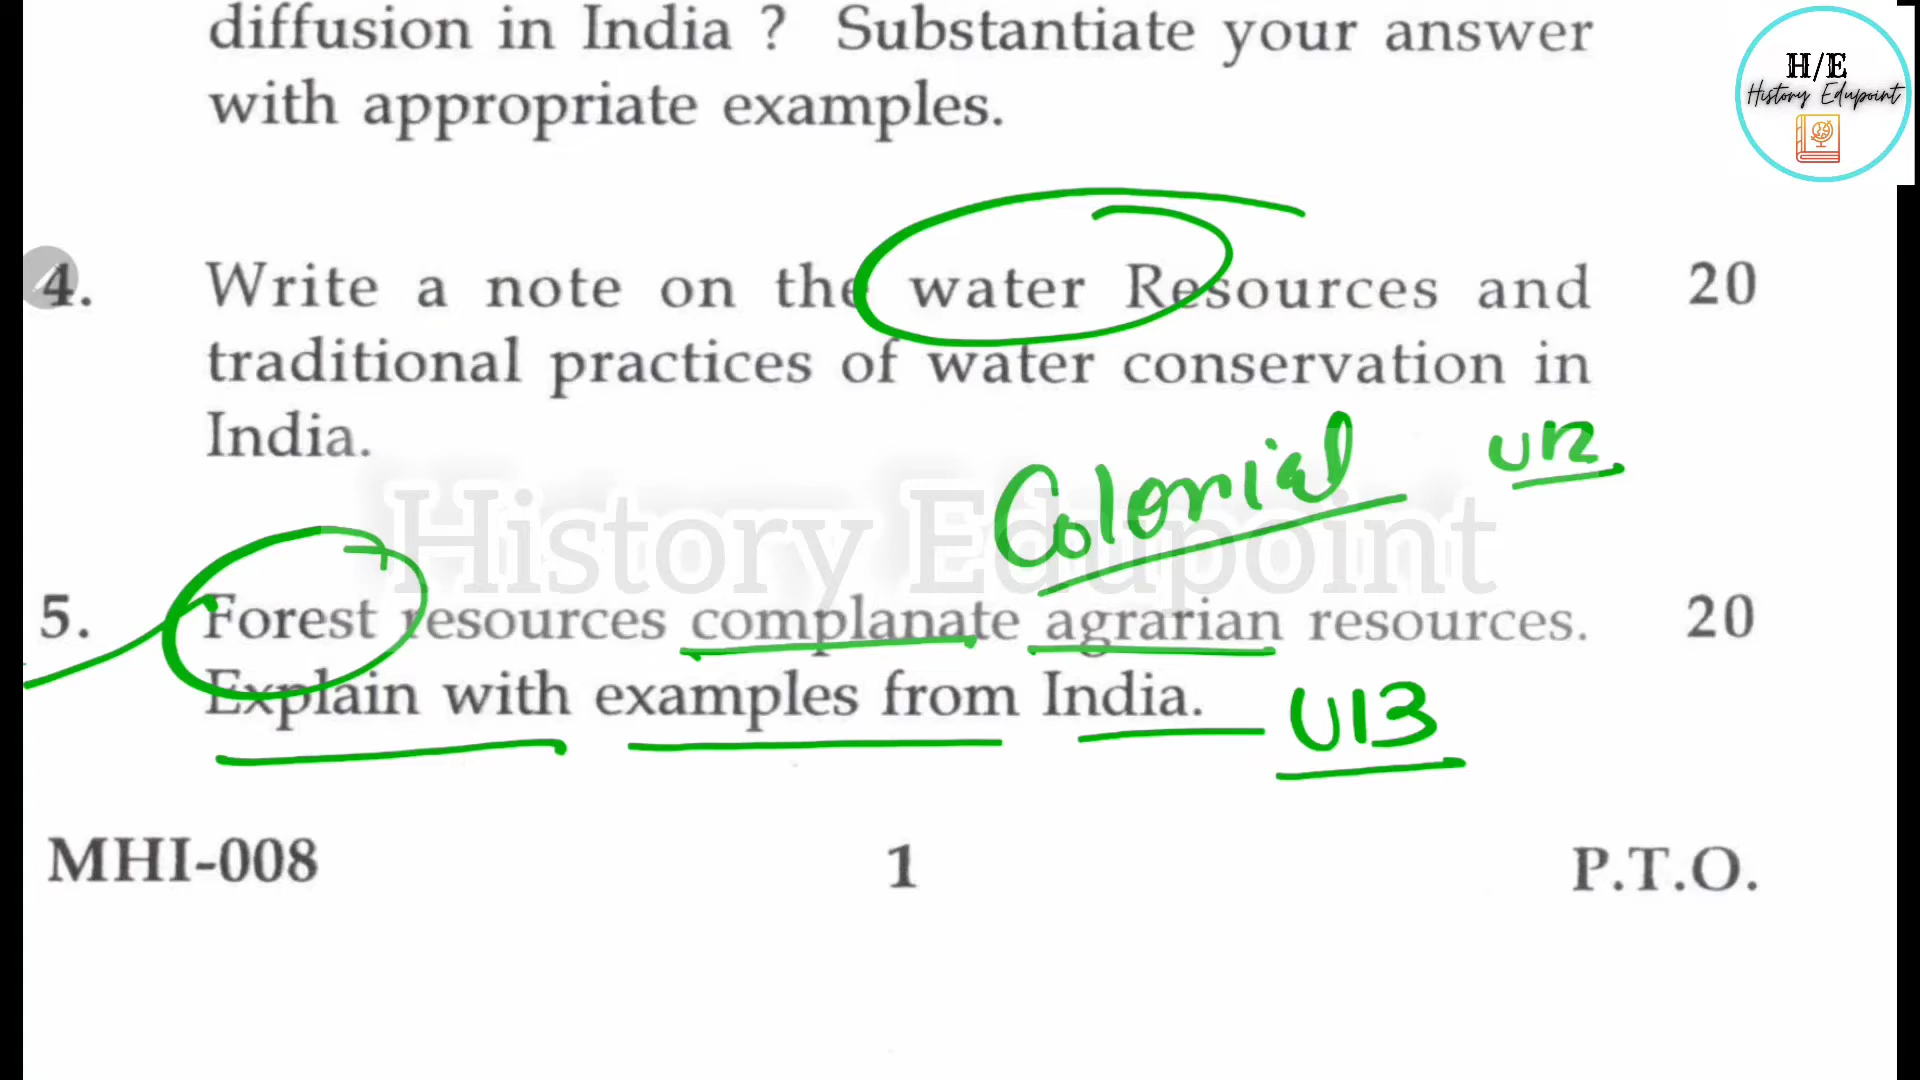 diffusion in India ? Substantiate your answer
with appropriate examples.
H/E
History Edupoint
4. Write a note on the water Resources and 20
traditional practices of water conservation in
India.
Colonial U12
History Edupoint
5. Forest resources complanate agrarian resources. 20
Explain with examples from India. U13
MHI-008 1 P.T.O.